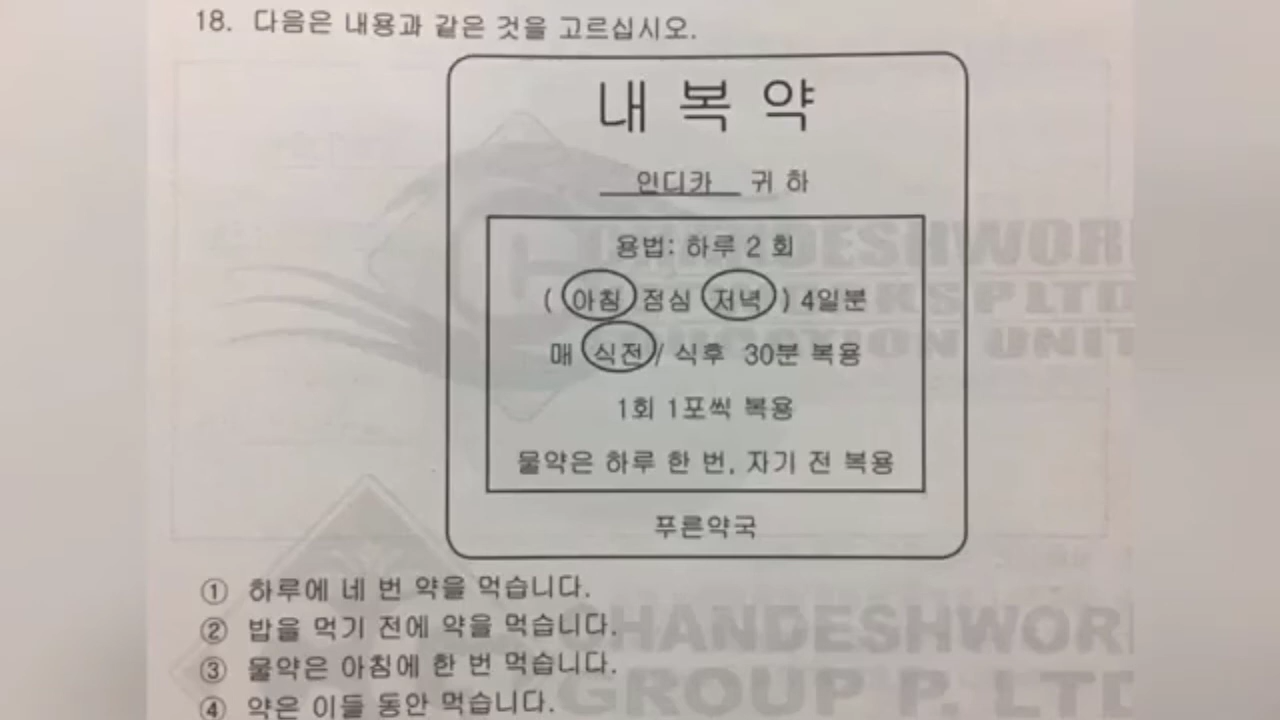 18. 다음은 내용과 같은 것을 고르십시오.
내 복 약
인디카 귀 하
용법: 하루 2 회
( 아침 점심 저녁 ) 4일분
매 식전 / 식후 30분 복용
1회 1포씩 복용
물약은 하루 한 번, 자기 전 복용
푸른약국
① 하루에 네 번 약을 먹습니다.
② 밥을 먹기 전에 약을 먹습니다.
③ 물약은 아침에 한 번 먹습니다.
④ 약은 이틀 동안 먹습니다.
HANDESHWOR
GROUP P. LTD